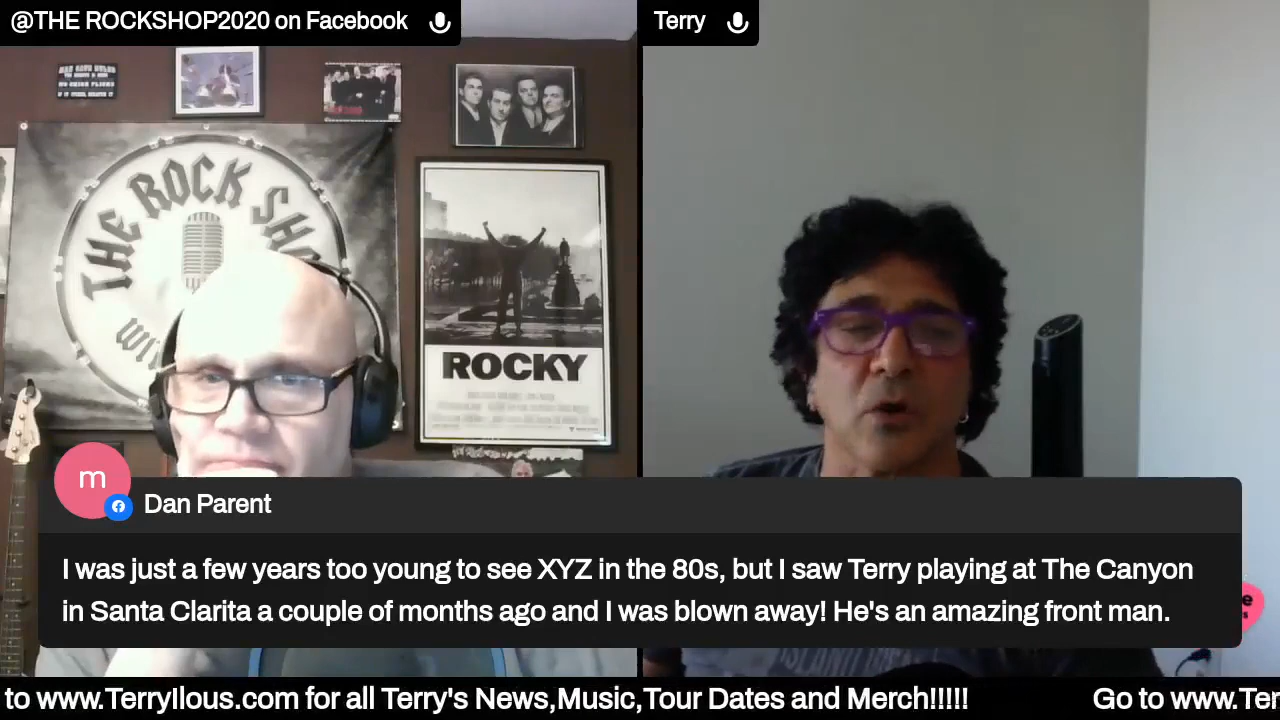 @THE ROCKSHOP2020 on Facebook
Terry
THE ROCK SHO
ROCKY
m
Dan Parent
I was just a few years too young to see XYZ in the 80s, but I saw Terry playing at The Canyon
in Santa Clarita a couple of months ago and I was blown away! He's an amazing front man.
to www.TerryIlous.com for all Terry's News,Music,Tour Dates and Merch!!!!! Go to www.Ter